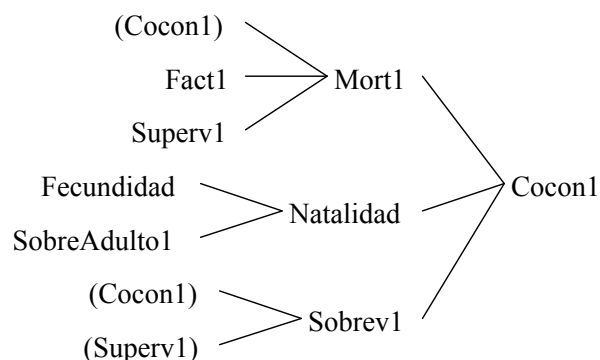 (Cocon1)
Fact1
Mort1
Superv1
Fecundidad
Natalidad
Cocon1
SobreAdulto1
(Cocon1)
Sobrev1
(Superv1)